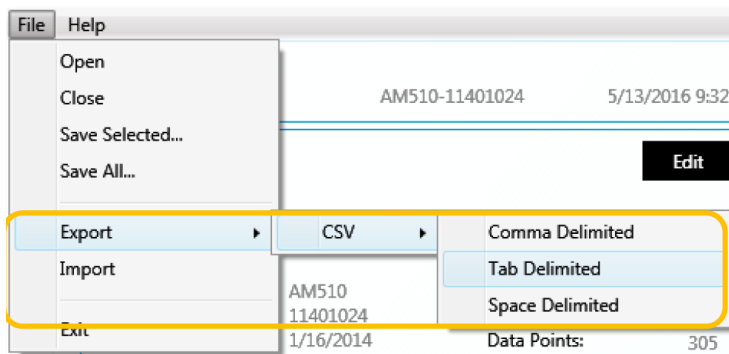 File Help
Open
Close AM510-11401024 5/13/2016 9:32
Save Selected...
Edit
Save All...
Export CSV Comma Delimited
Import Tab Delimited
AM510
Space Delimited
11401024
Exit
1/16/2014 Data Points: 305